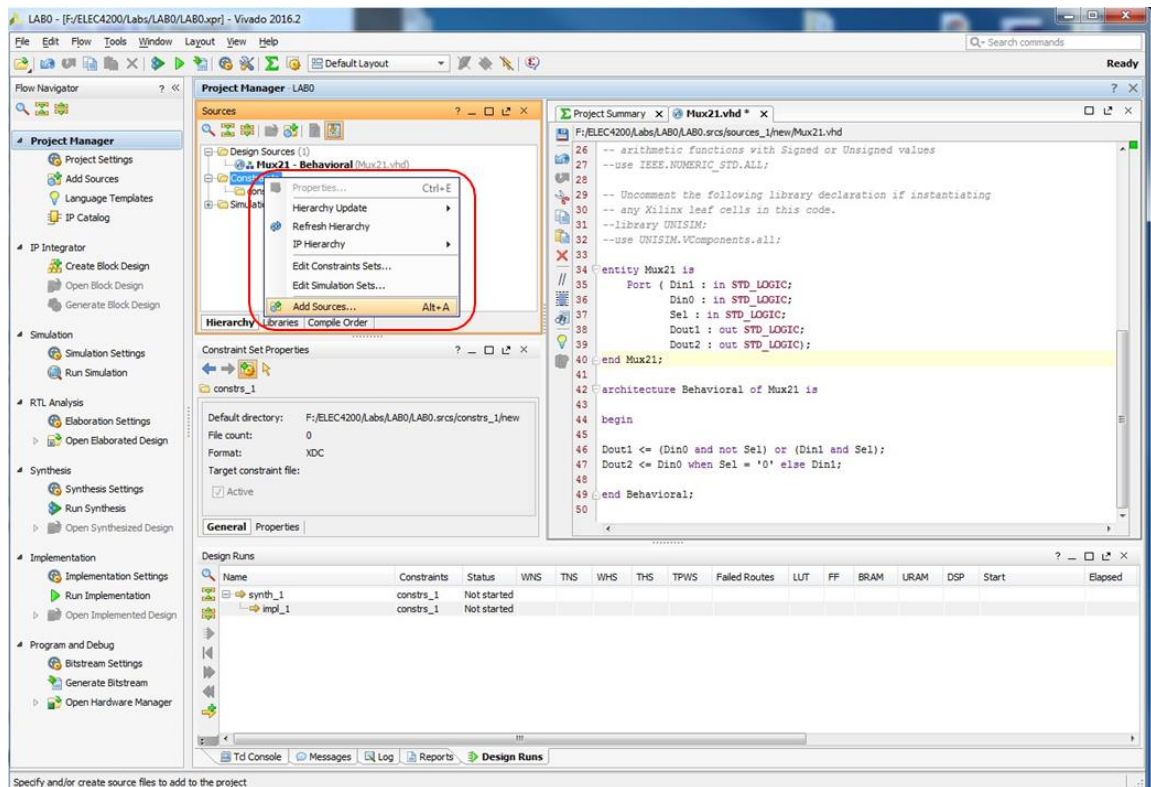 LAB0 - [F:/ELEC4200/Labs/LAB0/LAB0.xpr] - Vivado 2016.2
File Edit Flow Tools Window Layout View Help
Search commands
Default Layout
Ready
Flow Navigator
Project Manager
Project Settings
Add Sources
Language Templates
IP Catalog
IP Integrator
Create Block Design
Open Block Design
Generate Block Design
Simulation
Simulation Settings
Run Simulation
RTL Analysis
Elaboration Settings
Open Elaborated Design
Synthesis
Synthesis Settings
Run Synthesis
Open Synthesized Design
Implementation
Implementation Settings
Run Implementation
Open Implemented Design
Program and Debug
Bitstream Settings
Generate Bitstream
Open Hardware Manager
Project Manager - LAB0
Sources
Design Sources (1)
Mux21 - Behavioral (Mux21.vhd)
Properties... Ctrl+E
Hierarchy Update
Refresh Hierarchy
IP Hierarchy
Edit Constraints Sets...
Edit Simulation Sets...
Add Sources... Alt+A
Hierarchy Libraries Compile Order
Constraint Set Properties
constrs_1
Default directory: F:/ELEC4200/Labs/LAB0/LAB0.srcs/constrs_1/new
File count: 0
Format: XDC
Target constraint file:
Active
General Properties
Project Summary Mux21.vhd *
F:/ELEC4200/Labs/LAB0/LAB0.srcs/sources_1/new/Mux21.vhd
26 -- arithmetic functions with Signed or Unsigned values
27 --use IEEE.NUMERIC_STD.ALL;
28
29 -- Uncomment the following library declaration if instantiating
30 -- any Xilinx leaf cells in this code.
31 --library UNISIM;
32 --use UNISIM.VComponents.all;
33
34 entity Mux21 is
35 Port ( Din1 : in STD_LOGIC;
36 Din0 : in STD_LOGIC;
37 Sel : in STD_LOGIC;
38 Dout1 : out STD_LOGIC;
39 Dout2 : out STD_LOGIC);
40 end Mux21;
41
42 architecture Behavioral of Mux21 is
43
44 begin
45
46 Dout1 <= (Din0 and not Sel) or (Din1 and Sel);
47 Dout2 <= Din0 when Sel = '0' else Din1;
48
49 end Behavioral;
50
Design Runs
Name Constraints Status WNS TNS WHS THS TPWS Failed Routes LUT FF BRAM URAM DSP Start Elapsed
synth_1 constrs_1 Not started
impl_1 constrs_1 Not started
Tcl Console Messages Log Reports Design Runs
Specify and/or create source files to add to the project